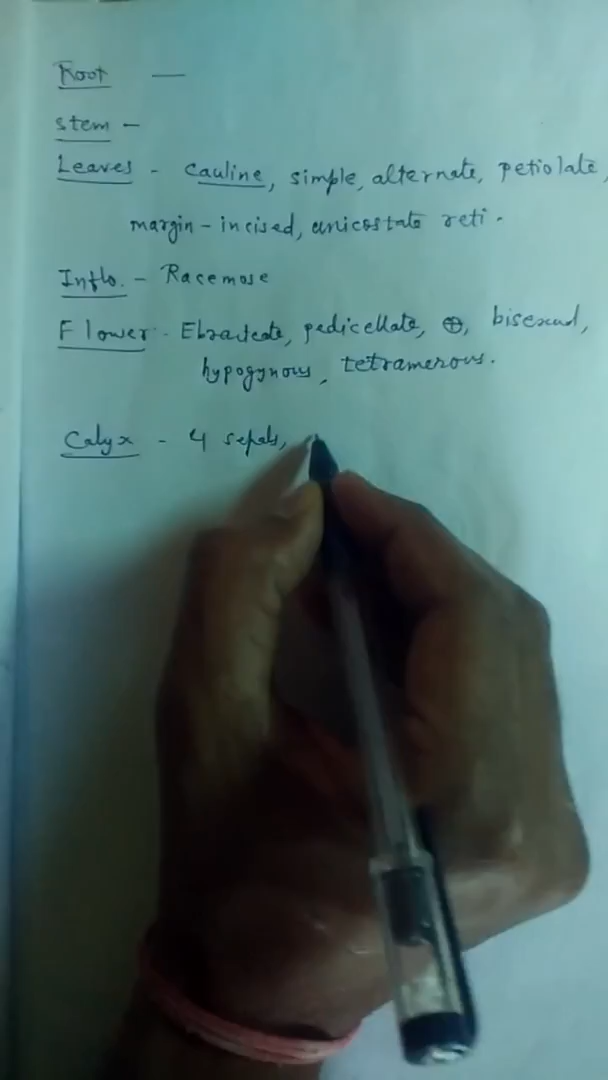 Root —
Stem -
Leaves - cauline, simple, alternate, petiolate,
margin - incised, unicostate reti.
Inflo. - Racemose
Flower - Ebracteate, pedicellate, ⊕, bisexual,
hypogynous, tetramerous.
Calyx - 4 sepals,